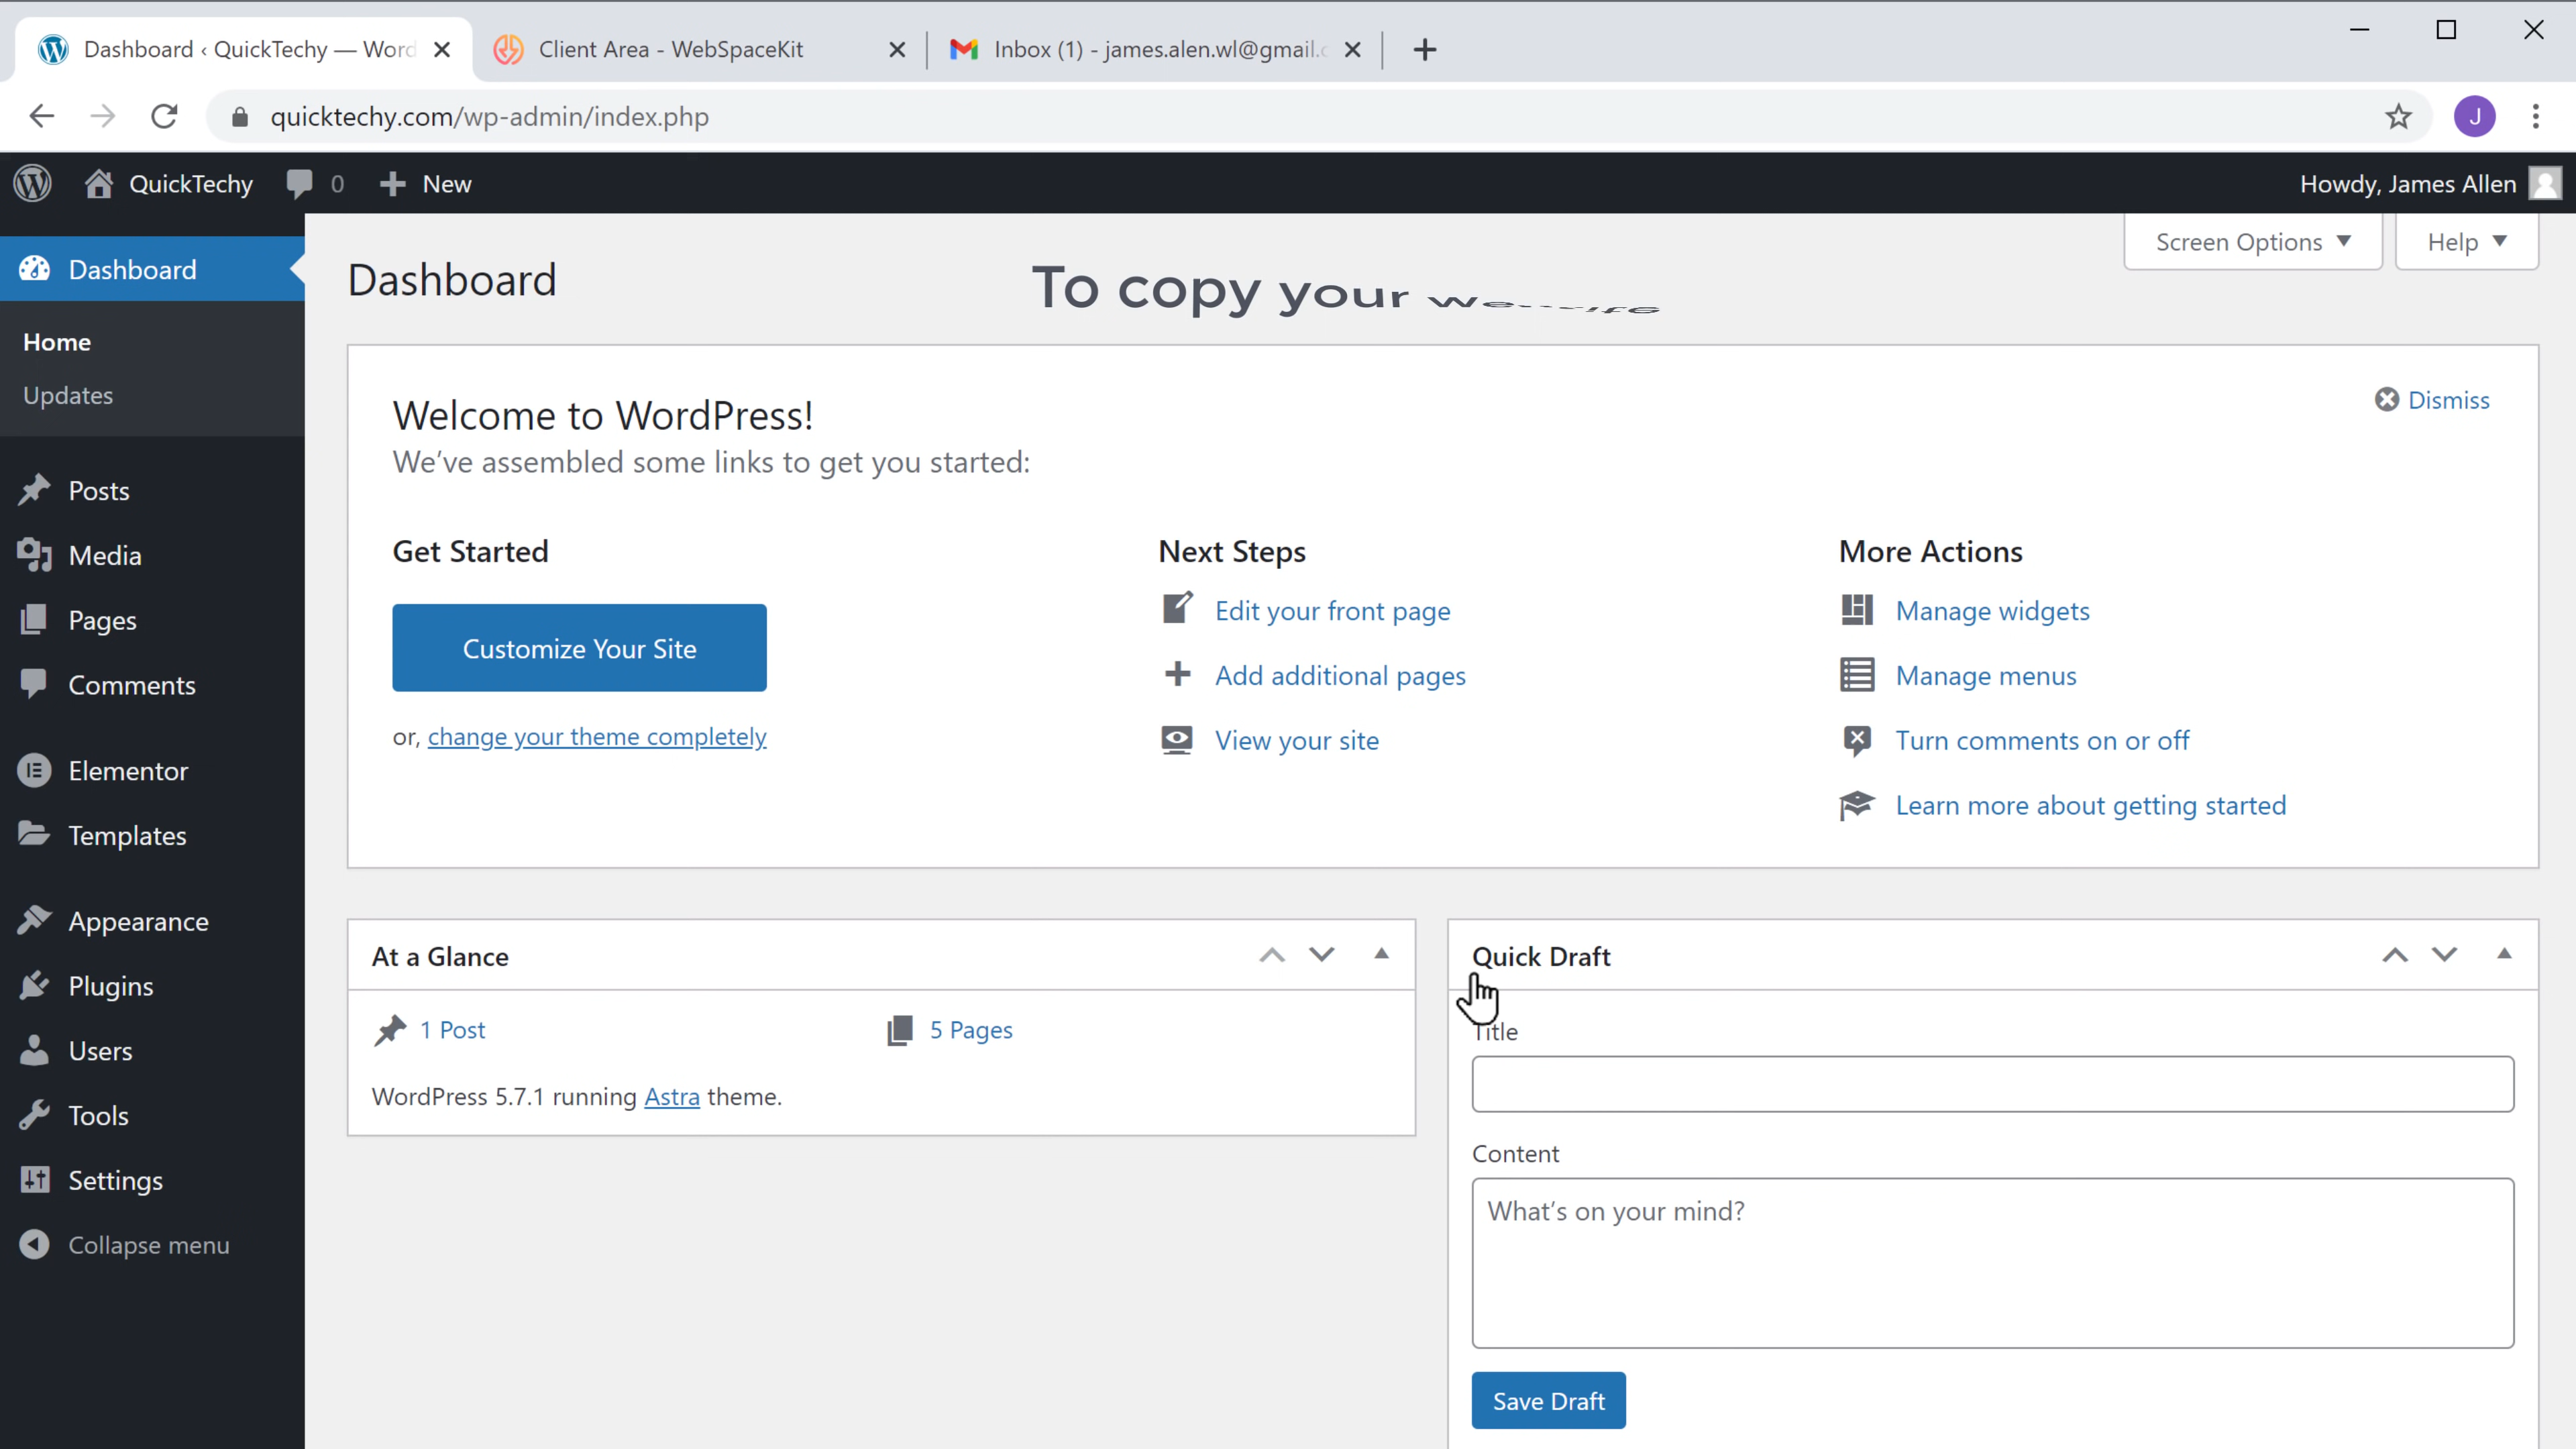 Dashboard ‹ QuickTechy — Word
Client Area - WebSpaceKit
Inbox (1) - james.alen.wl@gmail.c
quicktechy.com/wp-admin/index.php
J
QuickTechy
0
New
Howdy, James Allen
Screen Options
Help
Dashboard
Dashboard
To copy your
Home
Updates
Welcome to WordPress!
Dismiss
We've assembled some links to get you started:
Posts
Media
Pages
Comments
Elementor
Templates
Appearance
Plugins
Users
Tools
Settings
Collapse menu
Get Started
Customize Your Site
or, change your theme completely
Next Steps
Edit your front page
Add additional pages
View your site
More Actions
Manage widgets
Manage menus
Turn comments on or off
Learn more about getting started
At a Glance
1 Post
5 Pages
WordPress 5.7.1 running Astra theme.
Quick Draft
Title
Content
What's on your mind?
Save Draft